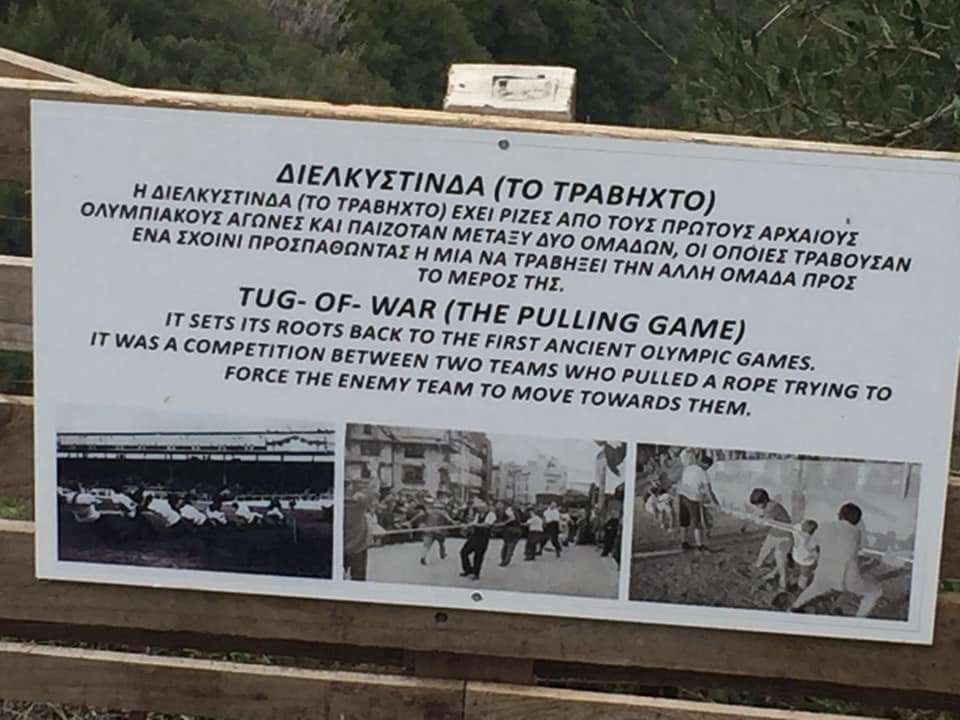 ΔΙΕΛΚΥΣΤΙΝΔΑ (ΤΟ ΤΡΑΒΗΧΤΟ)
Η ΔΙΕΛΚΥΣΤΙΝΔΑ (ΤΟ ΤΡΑΒΗΧΤΟ) ΕΧΕΙ ΡΙΖΕΣ ΑΠΟ ΤΟΥΣ ΠΡΩΤΟΥΣ ΑΡΧΑΙΟΥΣ
ΟΛΥΜΠΙΑΚΟΥΣ ΑΓΩΝΕΣ ΚΑΙ ΠΑΙΖΟΤΑΝ ΜΕΤΑΞΥ ΔΥΟ ΟΜΑΔΩΝ, ΟΙ ΟΠΟΙΕΣ ΤΡΑΒΟΥΣΑΝ
ΕΝΑ ΣΧΟΙΝΙ ΠΡΟΣΠΑΘΩΝΤΑΣ Η ΜΙΑ ΝΑ ΤΡΑΒΗΞΕΙ ΤΗΝ ΑΛΛΗ ΟΜΑΔΑ ΠΡΟΣ
ΤΟ ΜΕΡΟΣ ΤΗΣ.
TUG- OF- WAR (THE PULLING GAME)
IT SETS ITS ROOTS BACK TO THE FIRST ANCIENT OLYMPIC GAMES.
IT WAS A COMPETITION BETWEEN TWO TEAMS WHO PULLED A ROPE TRYING TO
FORCE THE ENEMY TEAM TO MOVE TOWARDS THEM.